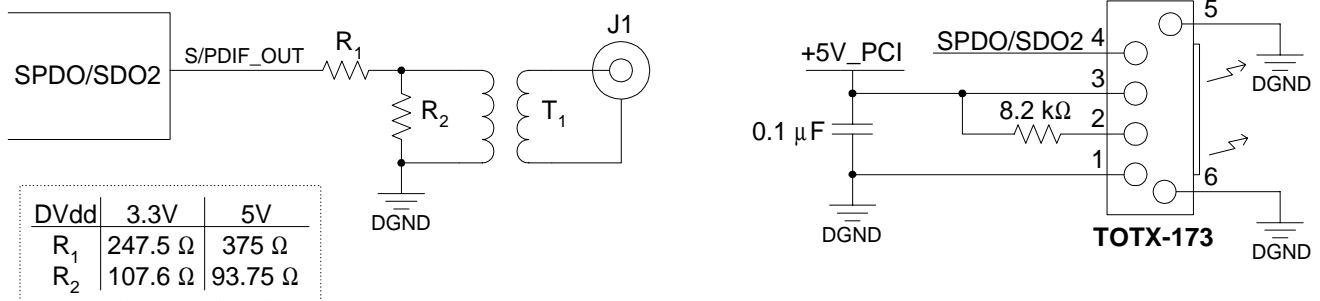 SPDO/SDO2
S/PDIF_OUT
R1
R2
T1
J1
DGND
DVdd 3.3V 5V
R1 247.5 Ω 375 Ω
R2 107.6 Ω 93.75 Ω
+5V_PCI
SPDO/SDO2
0.1 μF
8.2 kΩ
DGND
4
3
2
1
5
6
DGND
DGND
TOTX-173